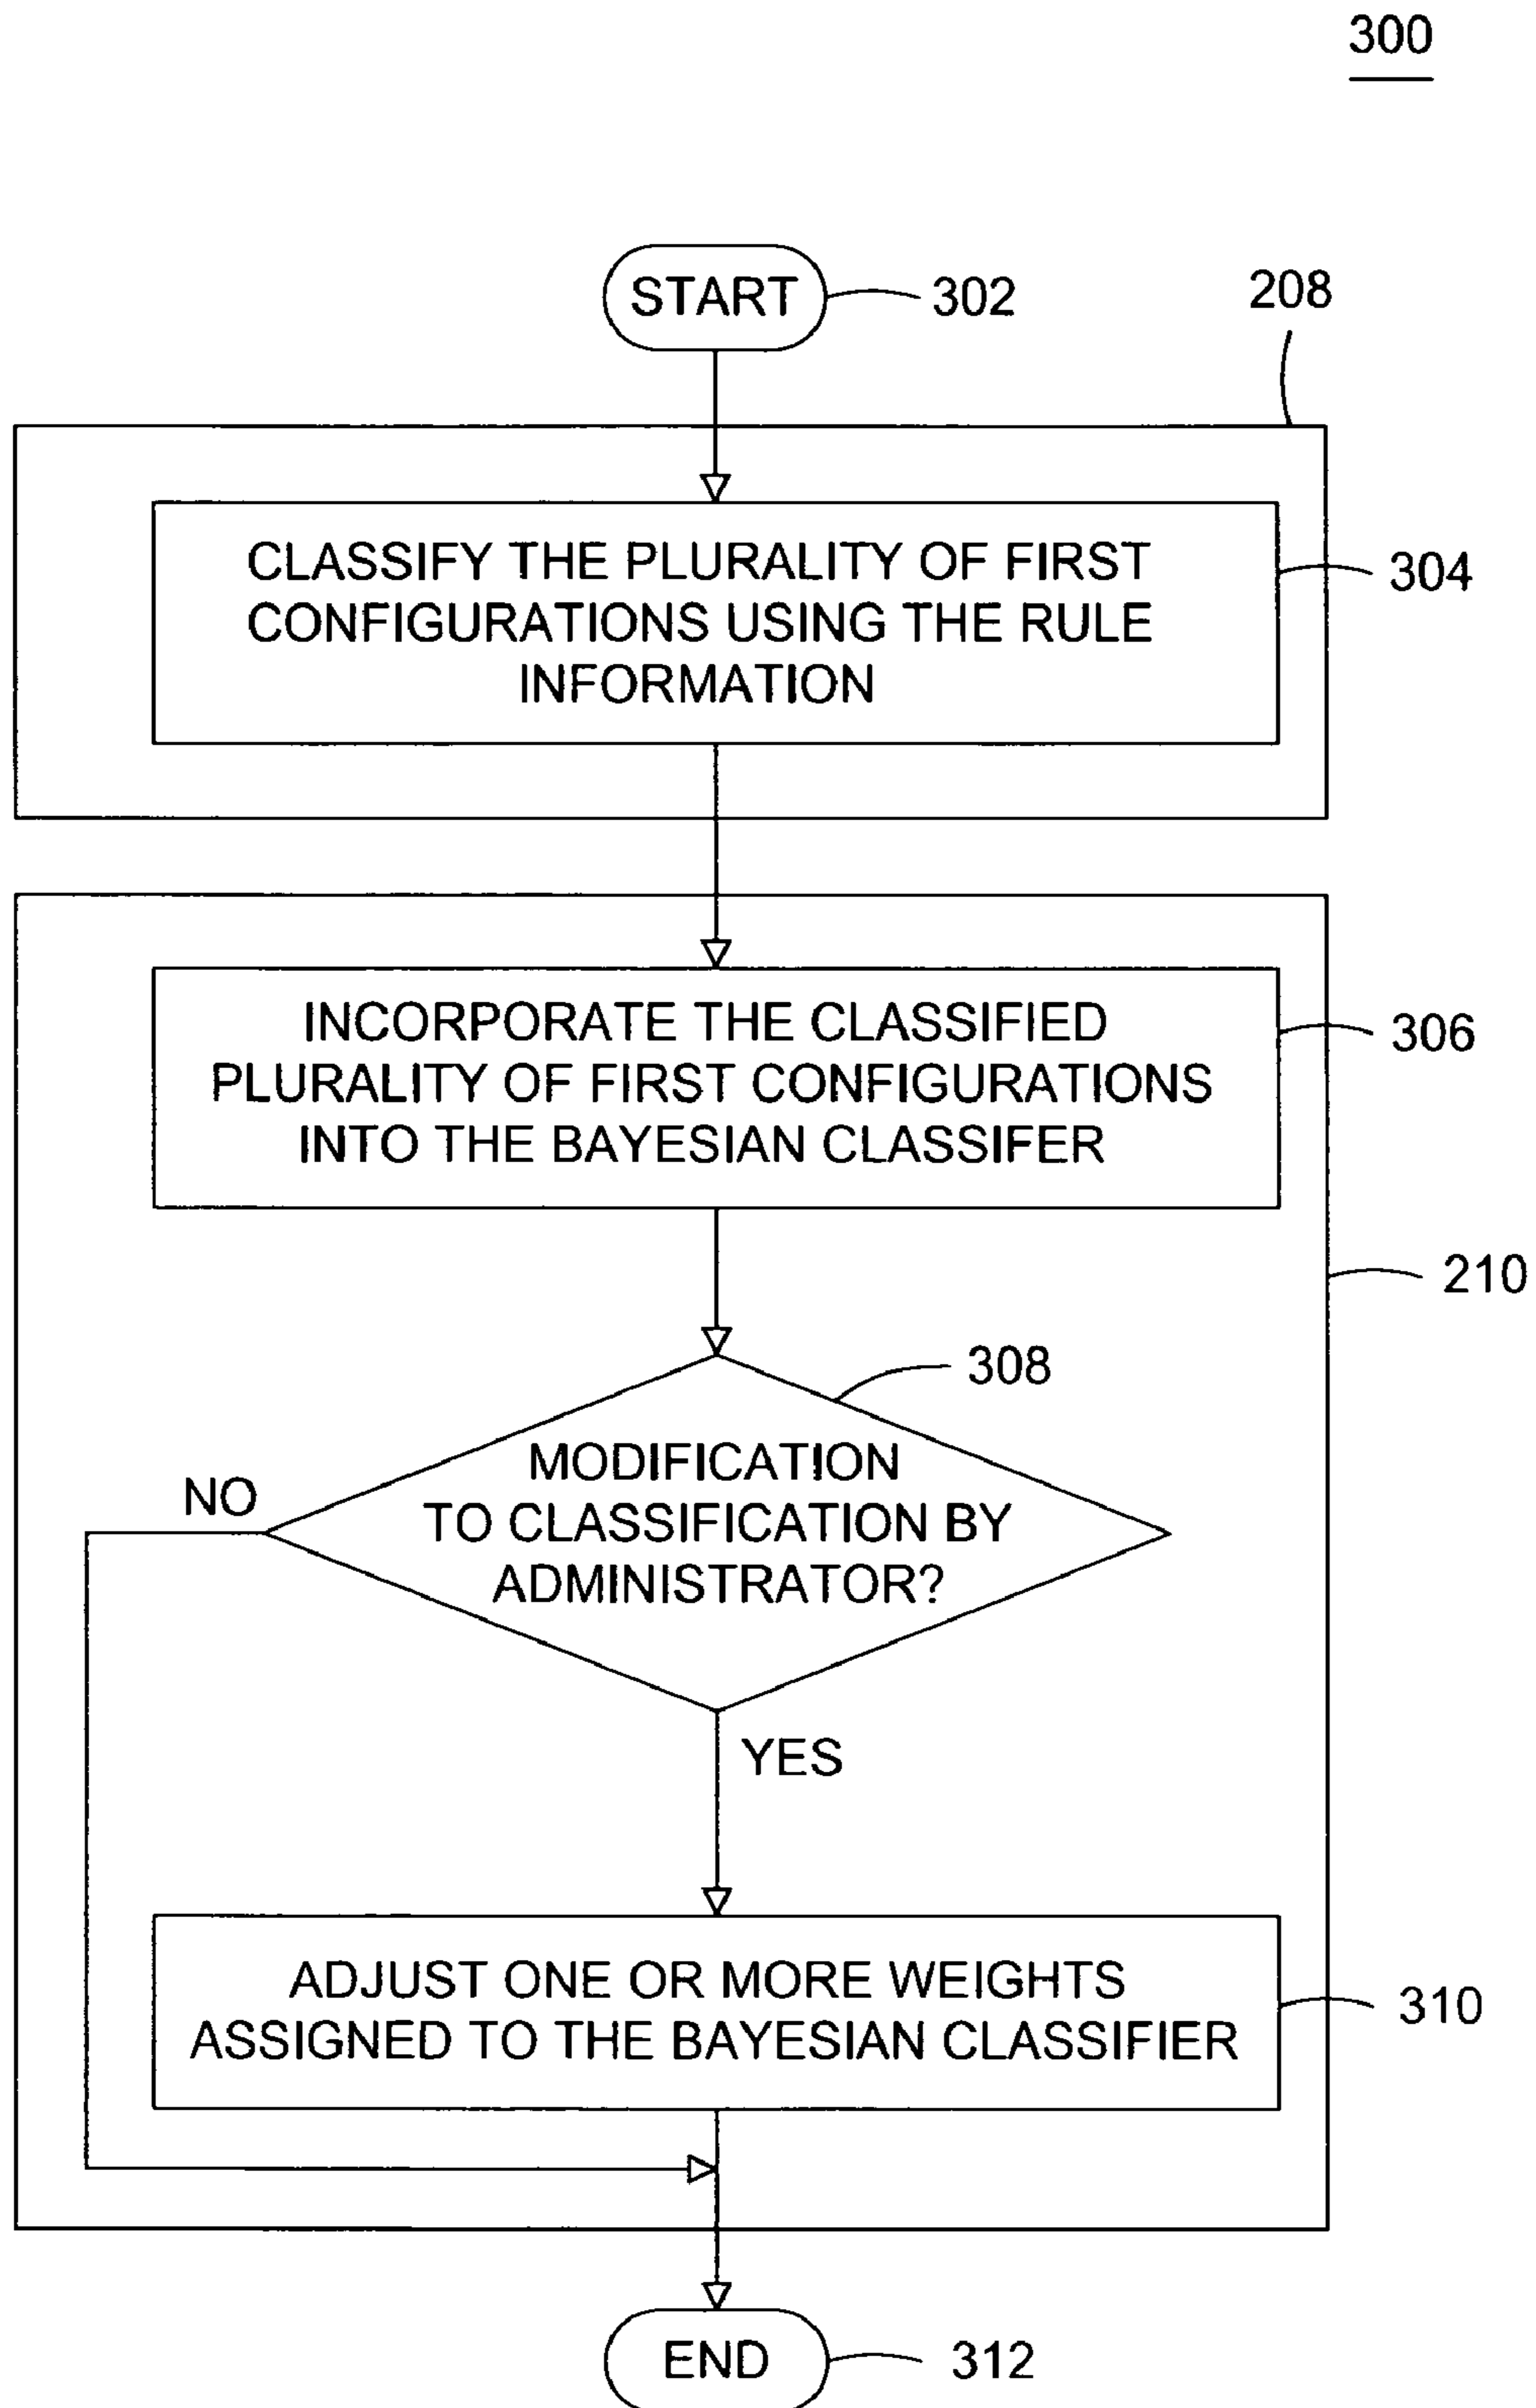 300
START
302
208
CLASSIFY THE PLURALITY OF FIRST
CONFIGURATIONS USING THE RULE
INFORMATION
304
INCORPORATE THE CLASSIFIED
PLURALITY OF FIRST CONFIGURATIONS
INTO THE BAYESIAN CLASSIFER
306
210
308
MODIFICATION
TO CLASSIFICATION BY
ADMINISTRATOR?
NO
YES
ADJUST ONE OR MORE WEIGHTS
ASSIGNED TO THE BAYESIAN CLASSIFIER
310
END
312